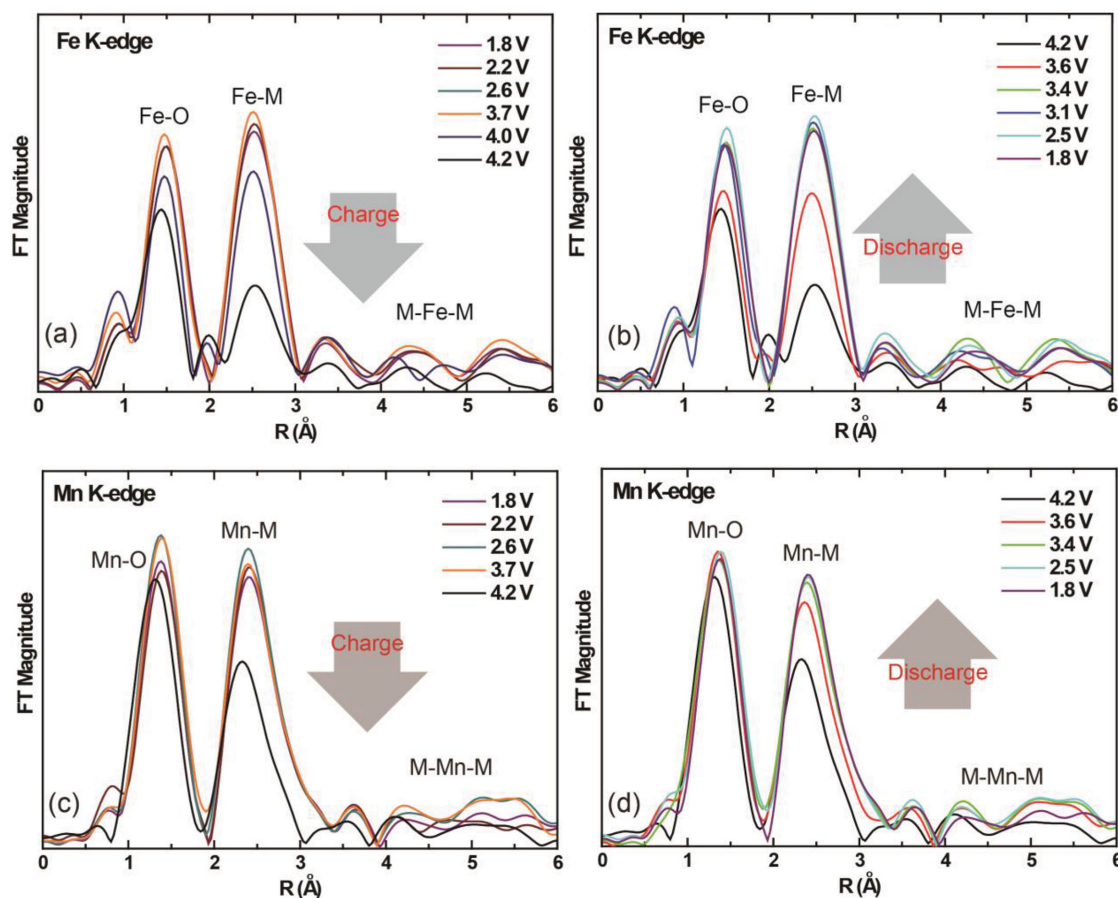 Fe K-edge
1.8 V
2.2 V
2.6 V
3.7 V
4.0 V
4.2 V
Fe-O
Fe-M
Charge
M-Fe-M
(a)
FT Magnitude
0 1 2 3 4 5 6
R (Å)
Fe K-edge
4.2 V
3.6 V
3.4 V
3.1 V
2.5 V
1.8 V
Fe-O
Fe-M
Discharge
M-Fe-M
(b)
FT Magnitude
0 1 2 3 4 5 6
R (Å)
Mn K-edge
1.8 V
2.2 V
2.6 V
3.7 V
4.2 V
Mn-O
Mn-M
Charge
M-Mn-M
(c)
FT Magnitude
0 1 2 3 4 5 6
R (Å)
Mn K-edge
4.2 V
3.6 V
3.4 V
2.5 V
1.8 V
Mn-O
Mn-M
Discharge
M-Mn-M
(d)
FT Magnitude
0 1 2 3 4 5 6
R (Å)